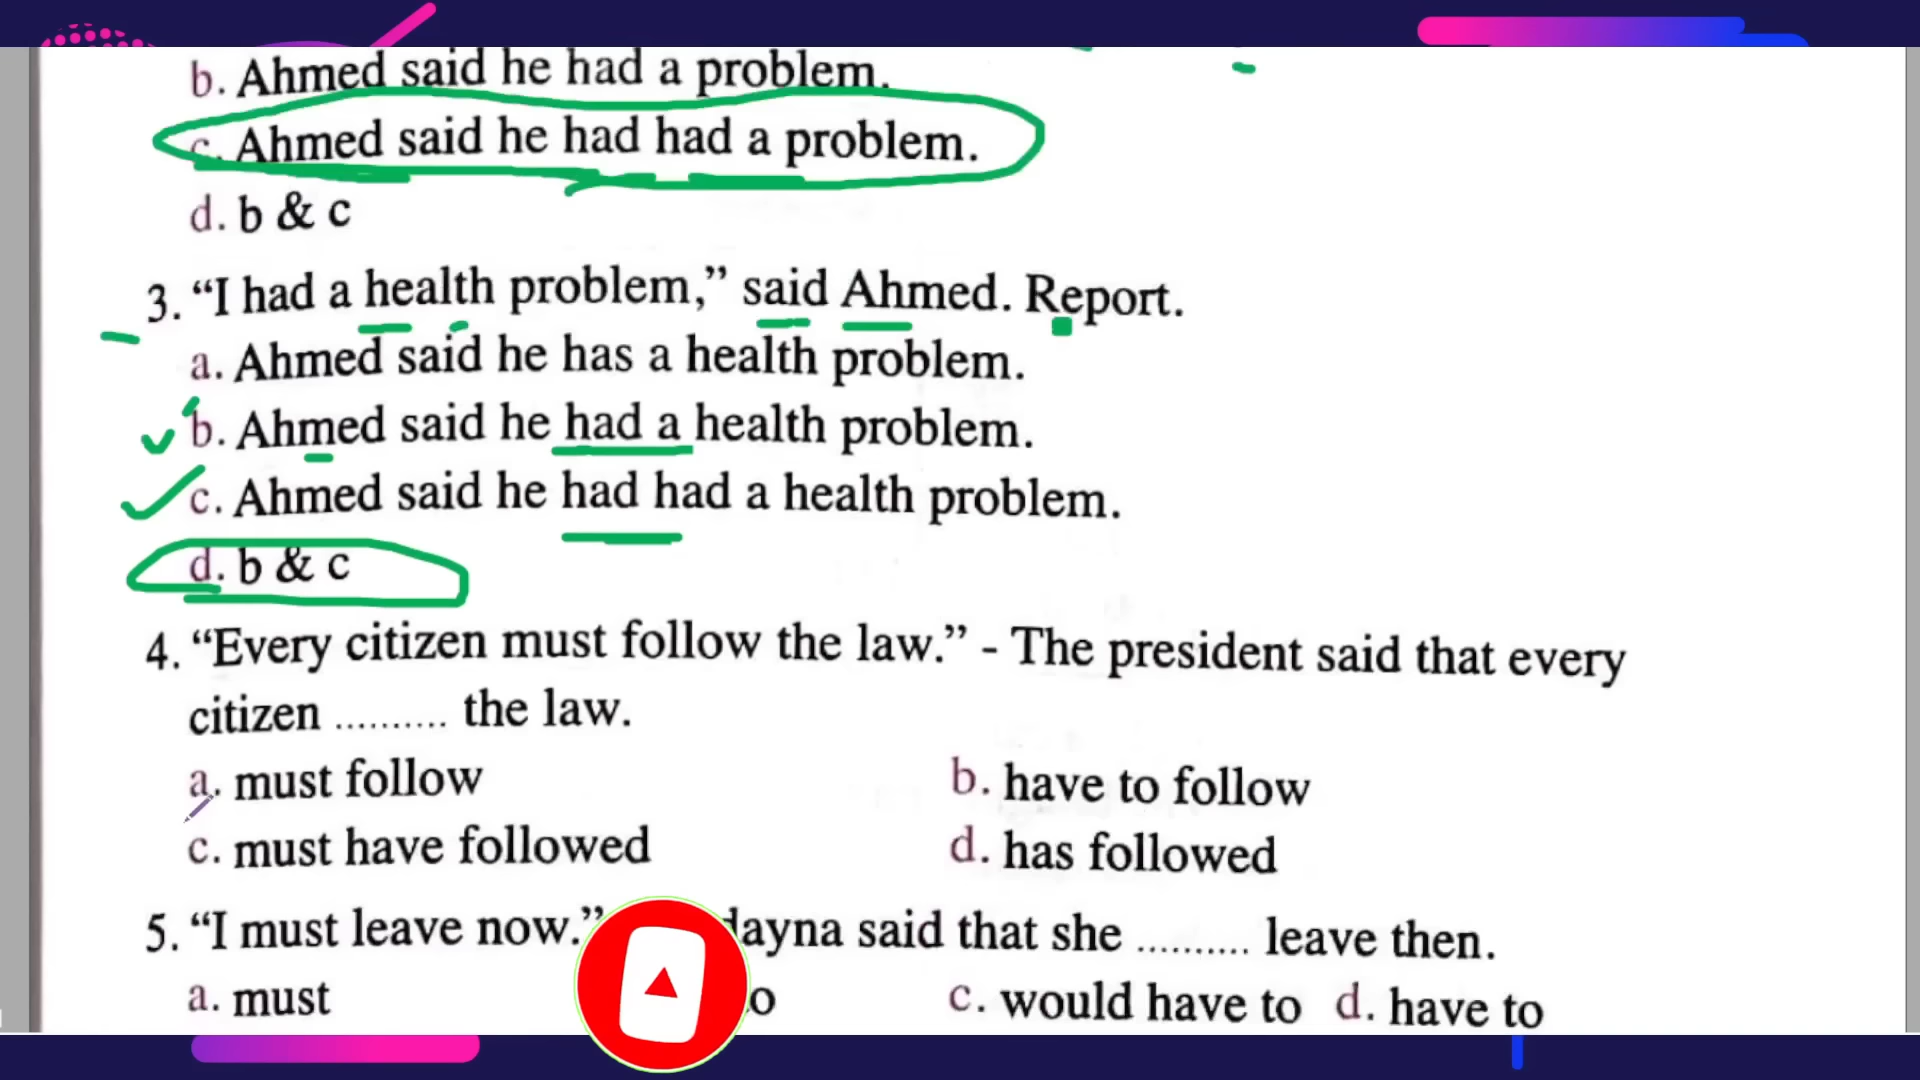 b. Ahmed said he had a problem.
c. Ahmed said he had had a problem.
d. b & c
3. “I had a health problem,” said Ahmed. Report.
a. Ahmed said he has a health problem.
b. Ahmed said he had a health problem.
c. Ahmed said he had had a health problem.
d. b & c
4. “Every citizen must follow the law.” - The president said that every
citizen .......... the law.
a. must follow
b. have to follow
c. must have followed
d. has followed
5. “I must leave now.” said that she .......... leave then.
a. must
c. would have to d. have to